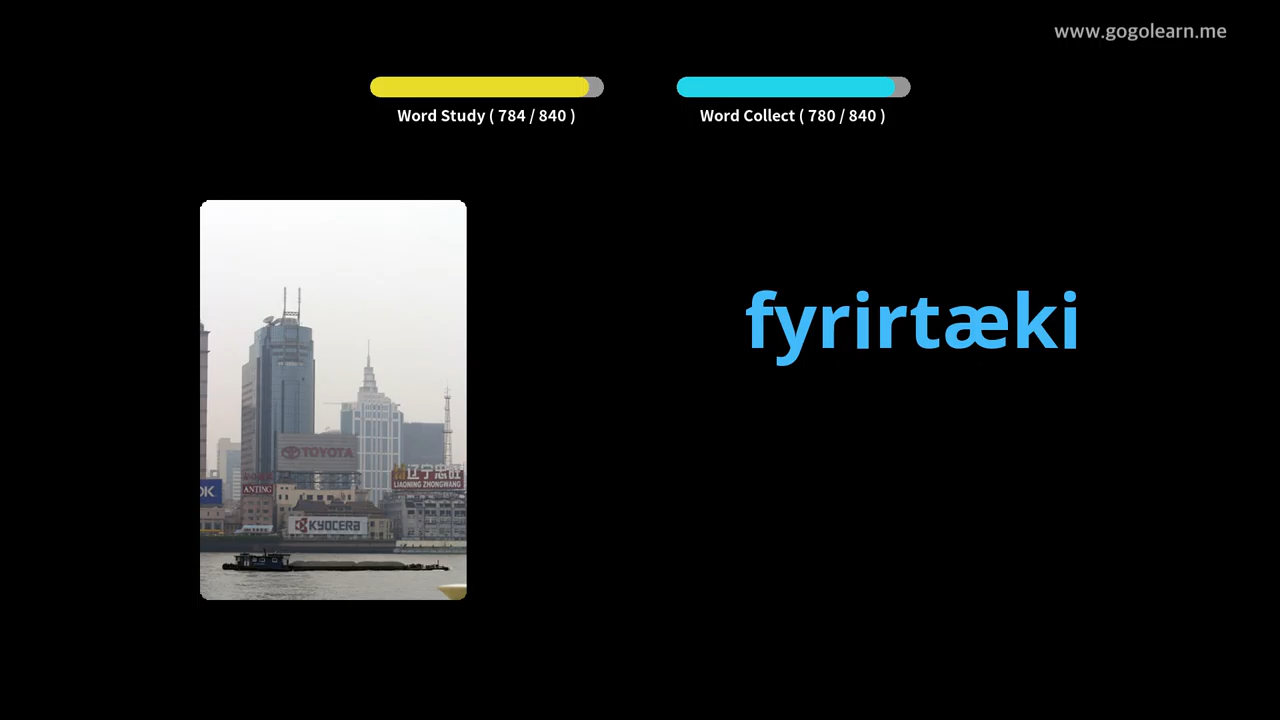 www.gogolearn.me
Word Study ( 784 / 840 )
Word Collect ( 780 / 840 )
fyrirtæki
TOYOTA
ANTING
LIAONING ZHONGWANG
KYOCERA